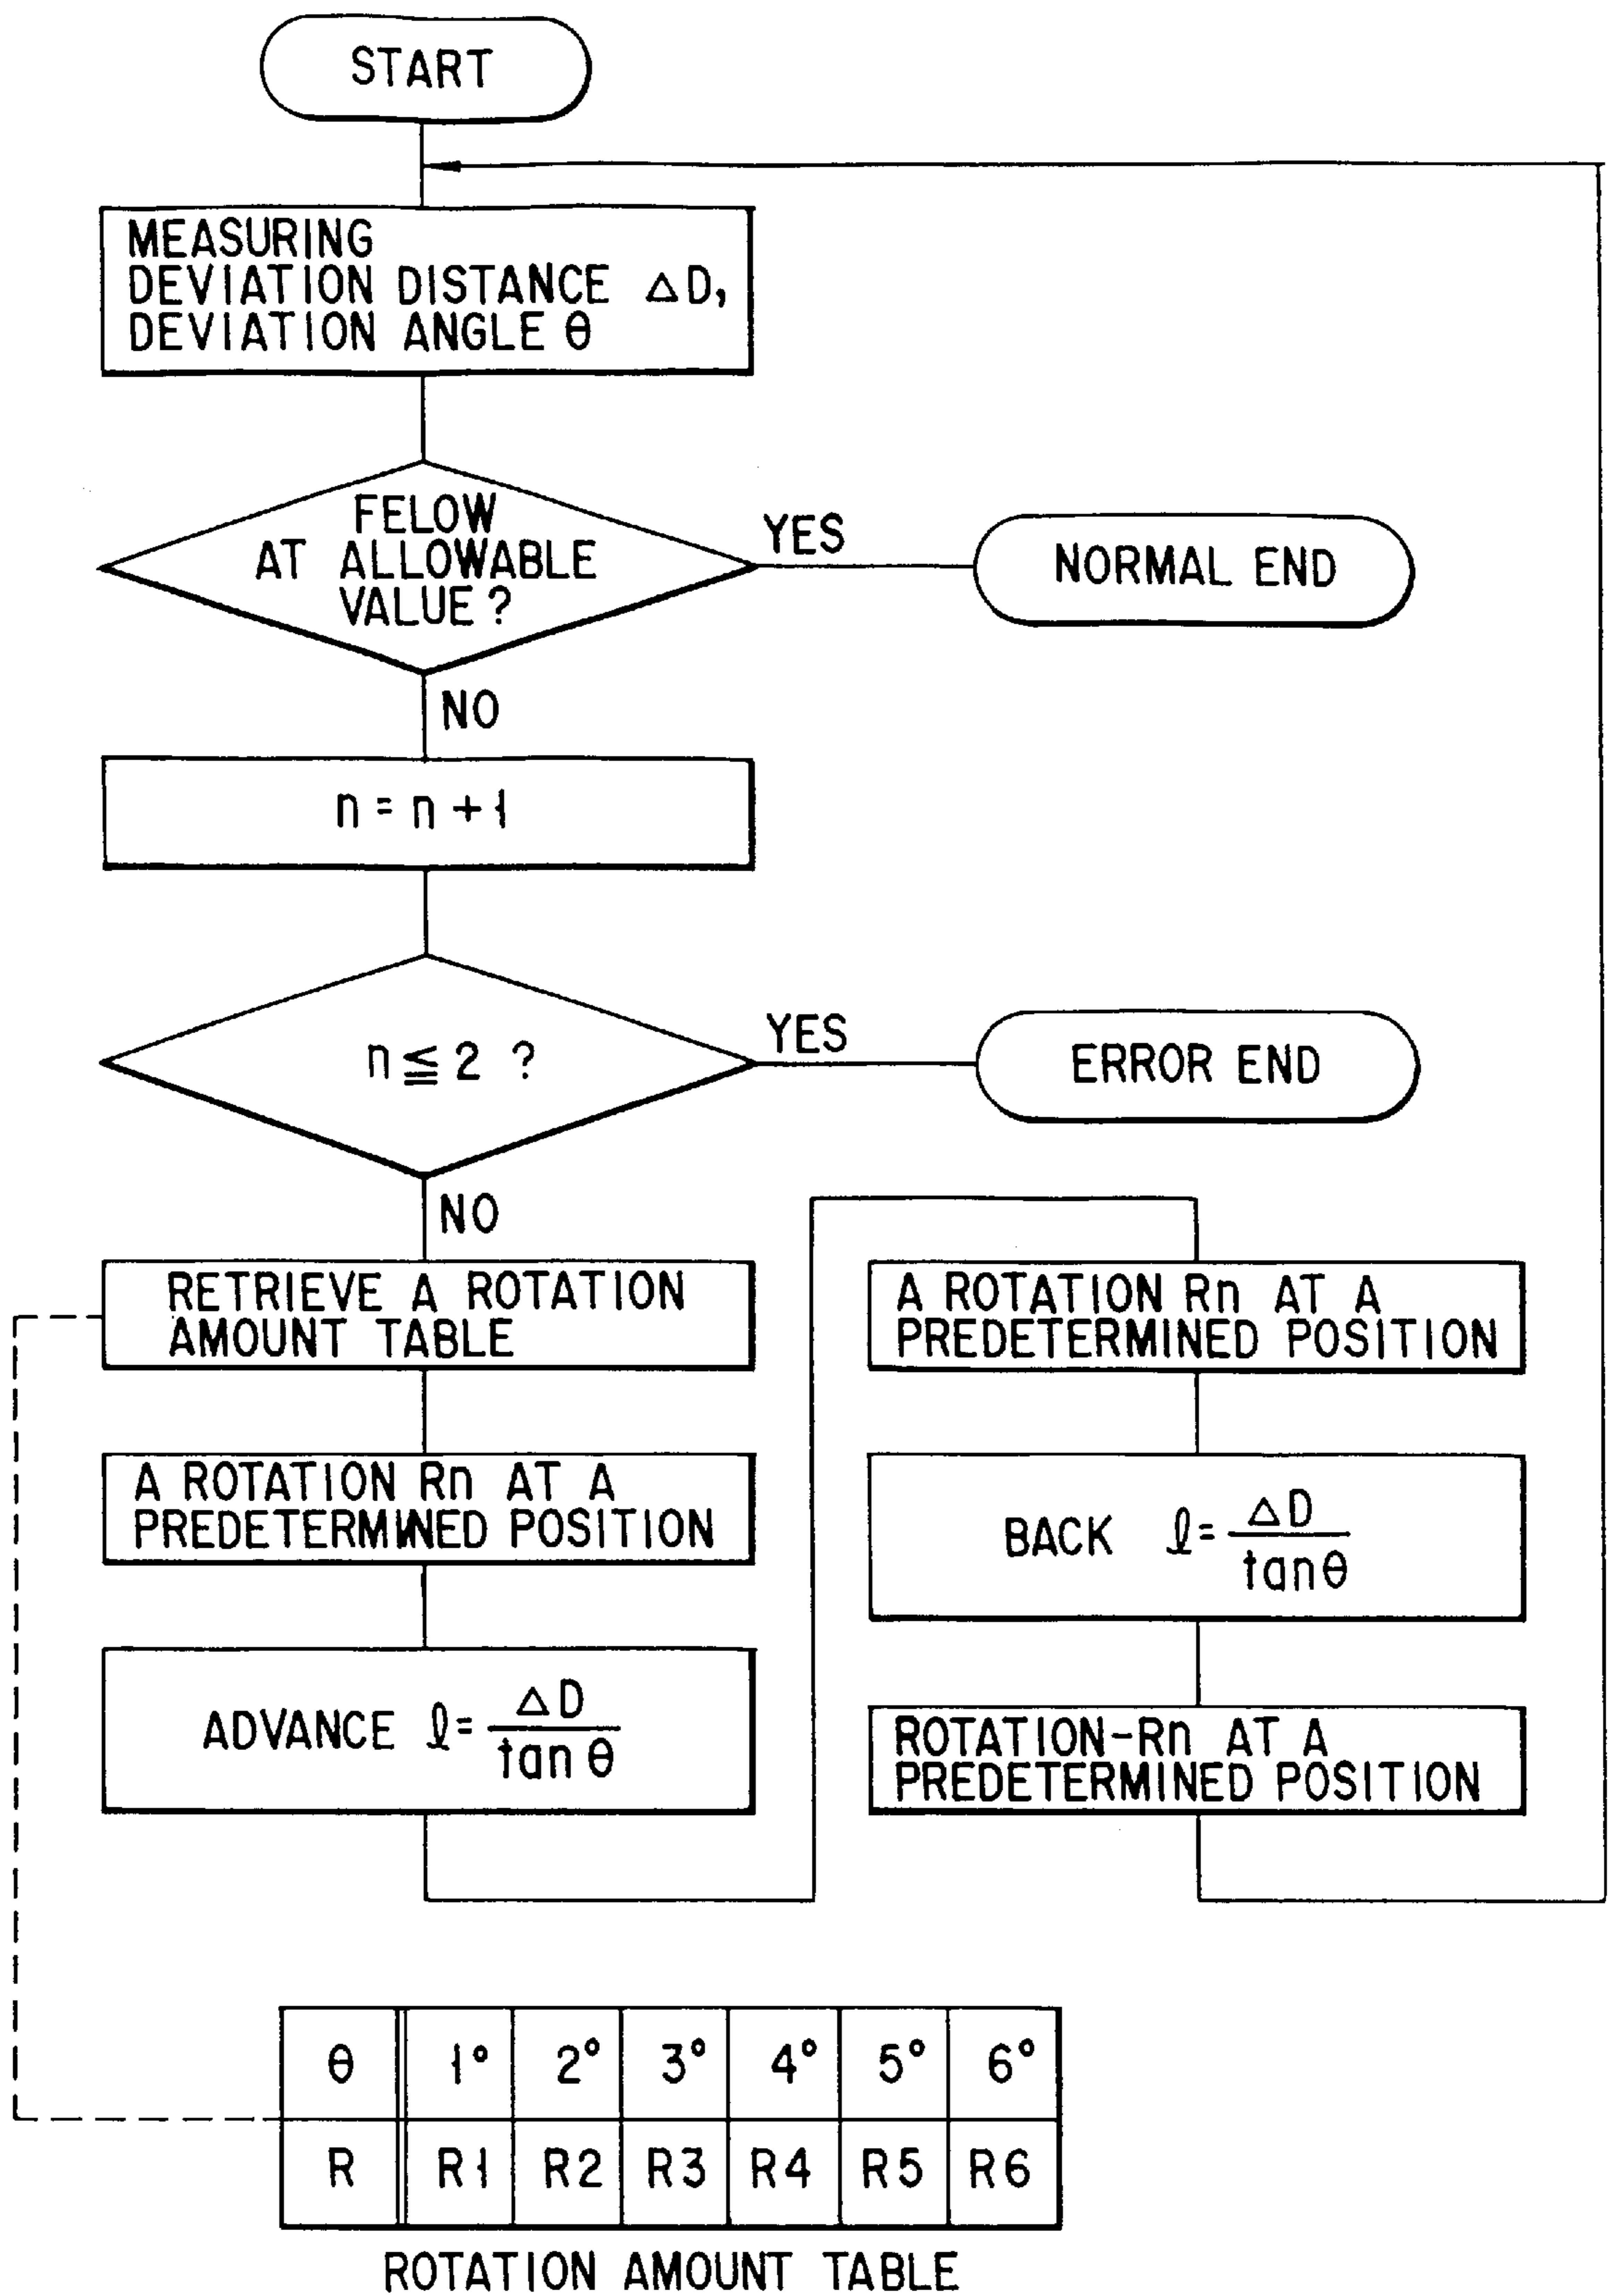 START
MEASURING
DEVIATION DISTANCE △D,
DEVIATION ANGLE θ
FELOW
AT ALLOWABLE
VALUE?
YES
NORMAL END
NO
n = n + 1
n ≦ 2 ?
YES
ERROR END
NO
RETRIEVE A ROTATION
AMOUNT TABLE
A ROTATION Rn AT A
PREDETERMINED POSITION
ADVANCE ℓ = △D / tan θ
A ROTATION Rn AT A
PREDETERMINED POSITION
BACK ℓ = △D / tan θ
ROTATION-Rn AT A
PREDETERMINED POSITION
θ 1° 2° 3° 4° 5° 6°
R R1 R2 R3 R4 R5 R6
ROTATION AMOUNT TABLE